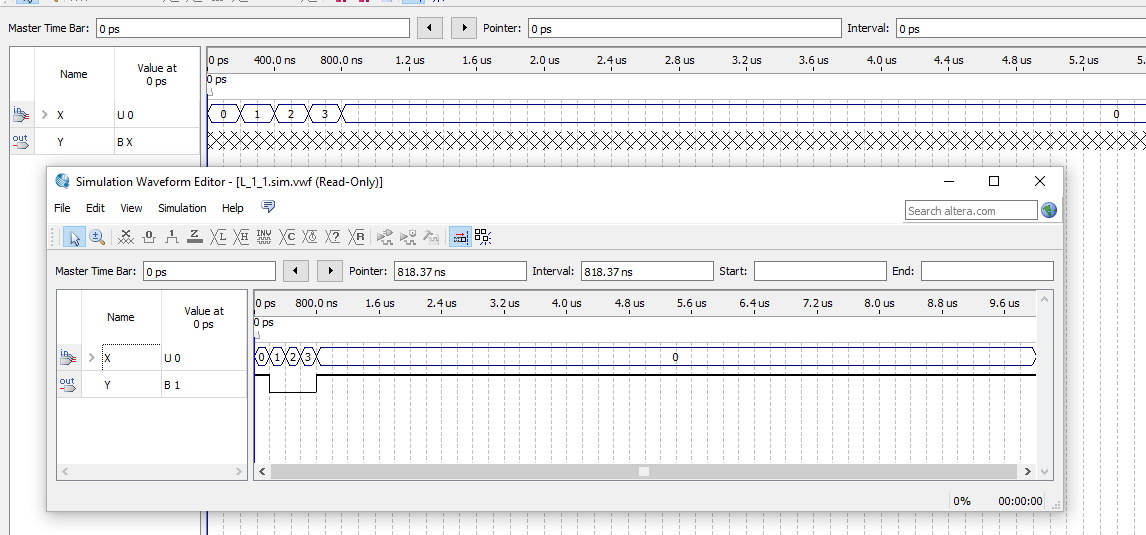 Master Time Bar: 0 ps Pointer: 0 ps Interval: 0 ps
Name Value at 0 ps 0 ps 400.0 ns 800.0 ns 1.2 us 1.6 us 2.0 us 2.4 us 2.8 us 3.2 us 3.6 us 4.0 us 4.4 us 4.8 us 5.2 us 5.
0 ps
in X U 0 0 1 2 3 0
out Y B X
Simulation Waveform Editor - [L_1_1.sim.vwf (Read-Only)]
File Edit View Simulation Help Search altera.com
Master Time Bar: 0 ps Pointer: 818.37 ns Interval: 818.37 ns Start: End:
Name Value at 0 ps 0 ps 800.0 ns 1.6 us 2.4 us 3.2 us 4.0 us 4.8 us 5.6 us 6.4 us 7.2 us 8.0 us 8.8 us 9.6 us
0 ps
in X U 0 0 1 2 3 0
out Y B 1
0% 00:00:00